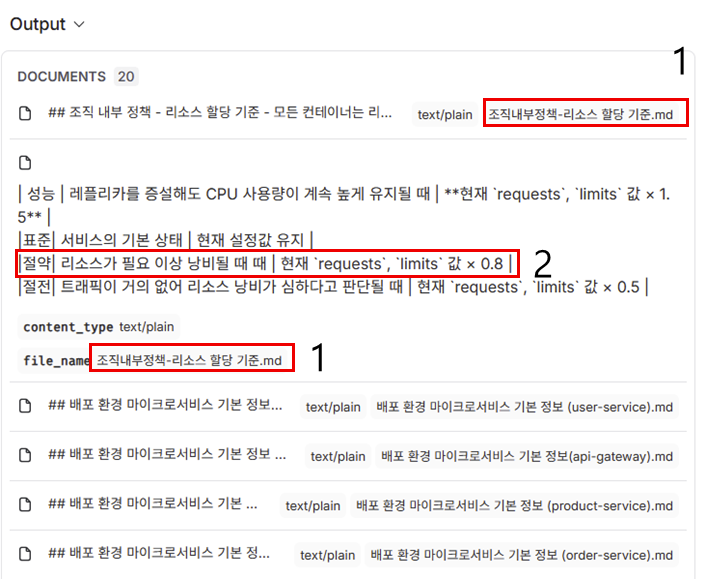 Output
1
DOCUMENTS 20
## 조직 내부 정책 - 리소스 할당 기준 - 모든 컨테이너는 리... text/plain 조직내부정책-리소스 할당 기준.md
| 성능 | 레플리카를 증설해도 CPU 사용량이 계속 높게 유지될 때 | **현재 `requests`, `limits` 값 × 1.
5** |
|표준| 서비스의 기본 상태 | 현재 설정값 유지 |
|절약| 리소스가 필요 이상 낭비될 때 때 | 현재 `requests`, `limits` 값 × 0.8 | 2
|절전| 트래픽이 거의 없어 리소스 낭비가 심하다고 판단될 때 | 현재 `requests`, `limits` 값 × 0.5 |
content_type text/plain
file_name 조직내부정책-리소스 할당 기준.md 1
## 배포 환경 마이크로서비스 기본 정보... text/plain 배포 환경 마이크로서비스 기본 정보 (user-service).md
## 배포 환경 마이크로서비스 기본 정보 ... text/plain 배포 환경 마이크로서비스 기본 정보(api-gateway).md
## 배포 환경 마이크로서비스 기본 ... text/plain 배포 환경 마이크로서비스 기본 정보 (product-service).md
## 배포 환경 마이크로서비스 기본 정... text/plain 배포 환경 마이크로서비스 기본 정보 (order-service).md